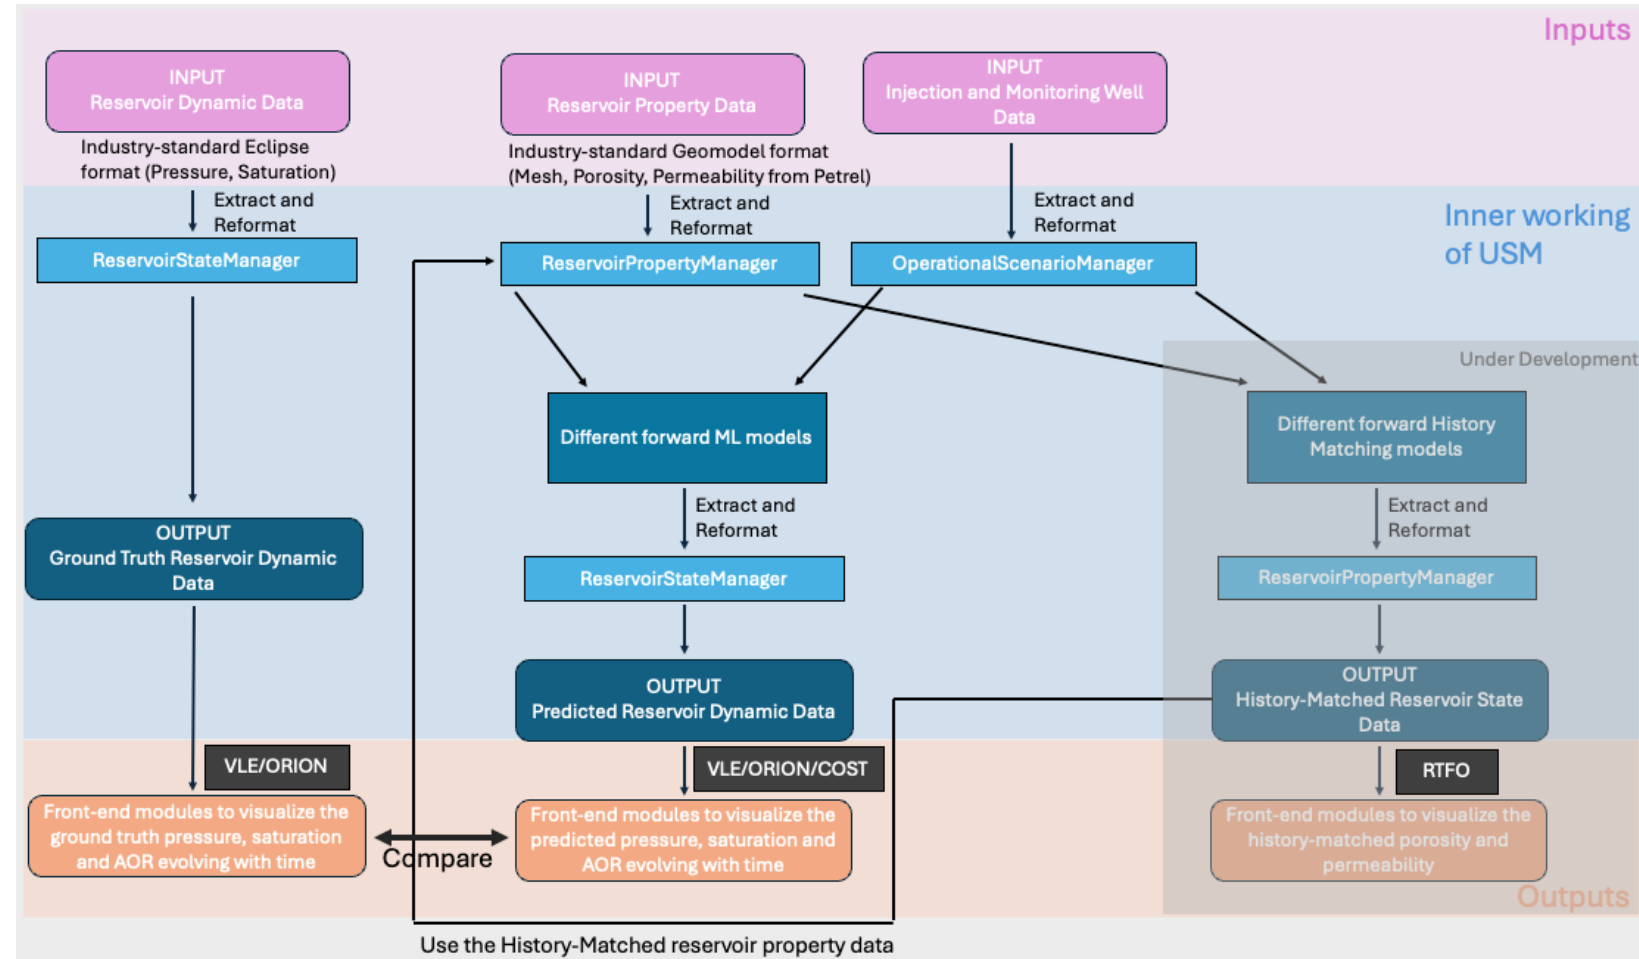 Inputs
INPUT
Reservoir Dynamic Data
INPUT
Reservoir Property Data
INPUT
Injection and Monitoring Well
Data
Industry-standard Eclipse
format (Pressure, Saturation)
Industry-standard Geomodel format
(Mesh, Porosity, Permeability from Petrel)
Extract and
Reformat
Extract and
Reformat
Extract and
Reformat
Inner working
of USM
ReservoirStateManager
ReservoirPropertyManager
OperationalScenarioManager
Under Development
Different forward ML models
Different forward History
Matching models
Extract and
Reformat
Extract and
Reformat
OUTPUT
Ground Truth Reservoir Dynamic
Data
ReservoirStateManager
ReservoirPropertyManager
OUTPUT
Predicted Reservoir Dynamic Data
OUTPUT
History-Matched Reservoir State
Data
VLE/ORION
VLE/ORION/COST
RTFO
Front-end modules to visualize the
ground truth pressure, saturation
and AOR evolving with time
Compare
Front-end modules to visualize the
predicted pressure, saturation and
AOR evolving with time
Front-end modules to visualize the
history-matched porosity and
permeability
Outputs
Use the History-Matched reservoir property data